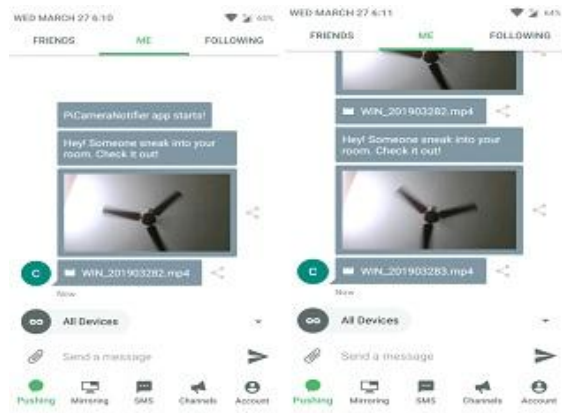 WED MARCH 27 6:10
65%
FRIENDS
ME
FOLLOWING
PiCameraNotifier app starts!
Hey! Someone sneak into your
room. Check it out!
C
WIN_201903282.mp4
Now
All Devices
Send a message
Pushing
Mirroring
SMS
Channels
Account
WED MARCH 27 6:11
64%
FRIENDS
ME
FOLLOWING
WIN_201903282.mp4
Hey! Someone sneak into your
room. Check it out!
C
WIN_201903283.mp4
Now
All Devices
Send a message
Pushing
Mirroring
SMS
Channels
Account